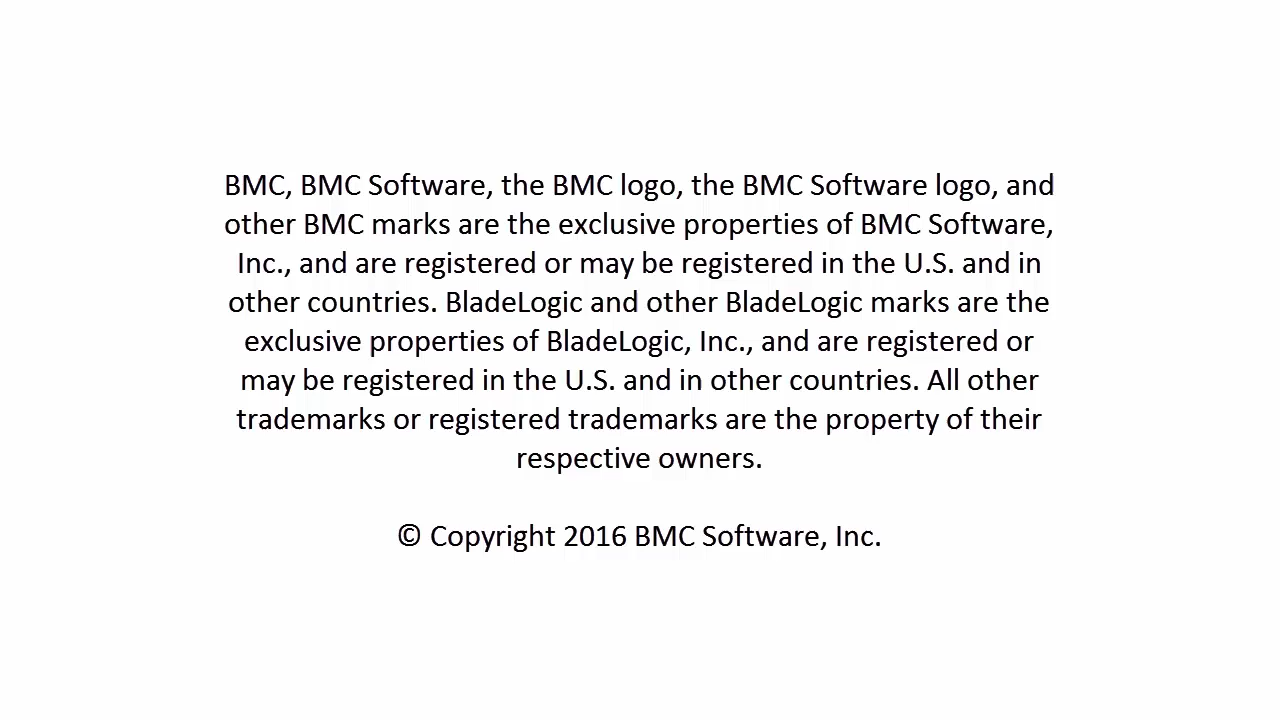 BMC, BMC Software, the BMC logo, the BMC Software logo, and
other BMC marks are the exclusive properties of BMC Software,
Inc., and are registered or may be registered in the U.S. and in
other countries. BladeLogic and other BladeLogic marks are the
exclusive properties of BladeLogic, Inc., and are registered or
may be registered in the U.S. and in other countries. All other
trademarks or registered trademarks are the property of their
respective owners.
© Copyright 2016 BMC Software, Inc.